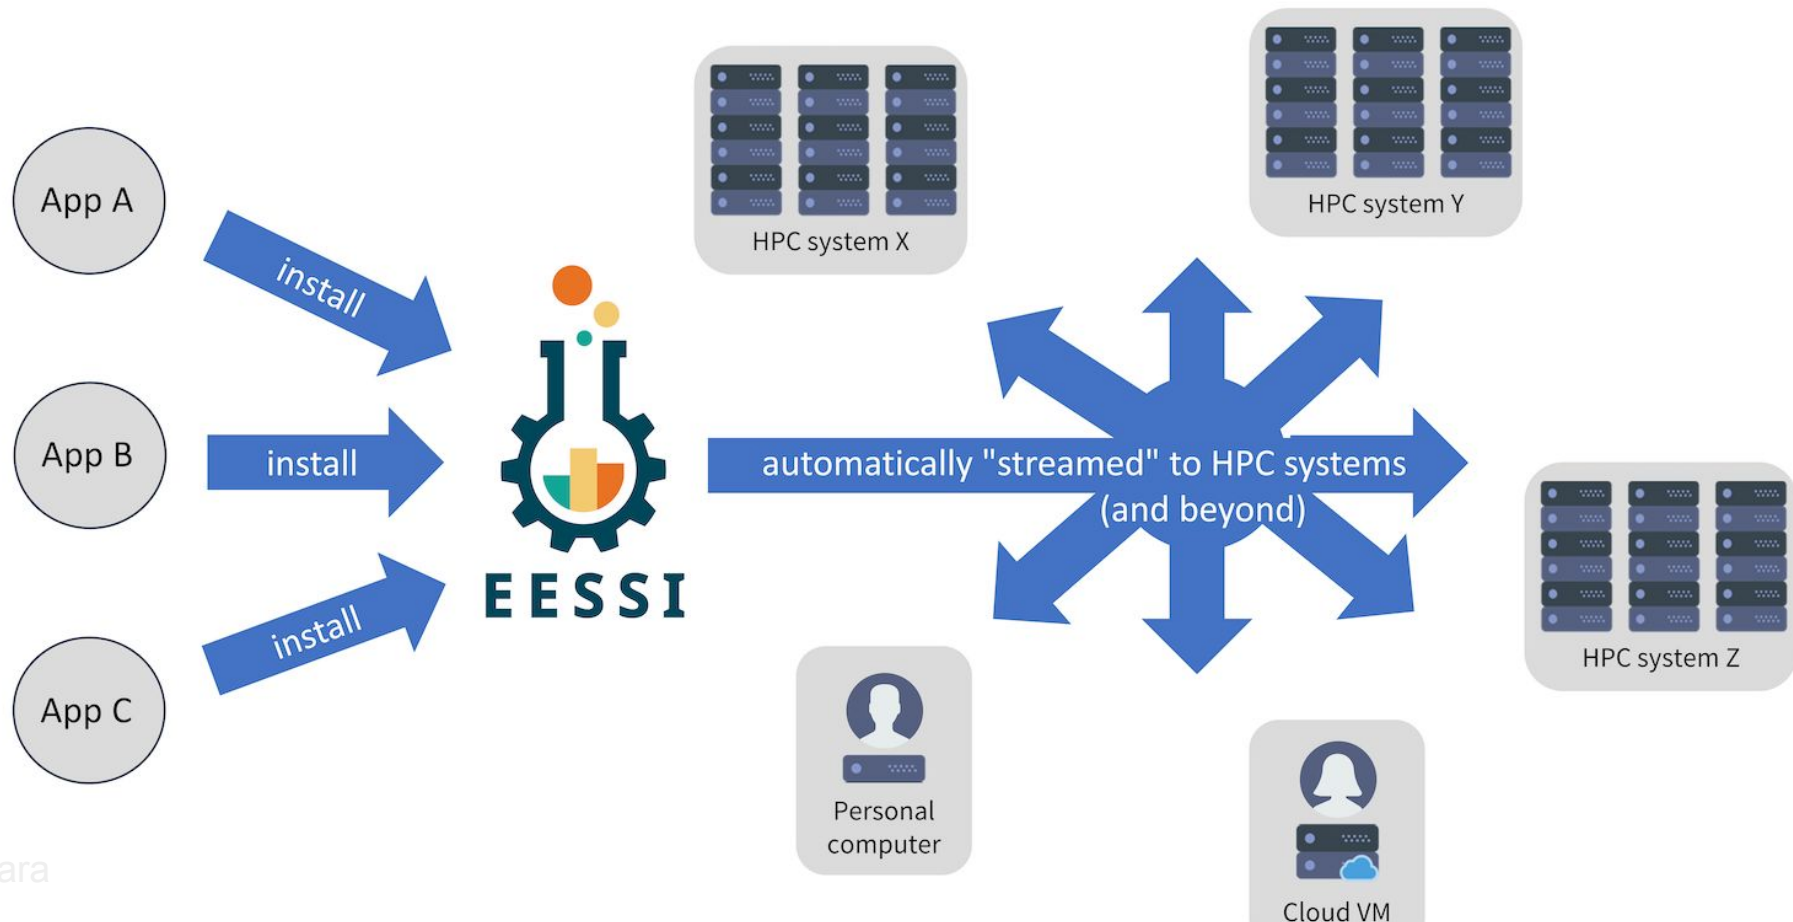 App A
App B
App C
install
install
install
EESSI
HPC system X
HPC system Y
automatically "streamed" to HPC systems
(and beyond)
HPC system Z
Personal
computer
Cloud VM
ara